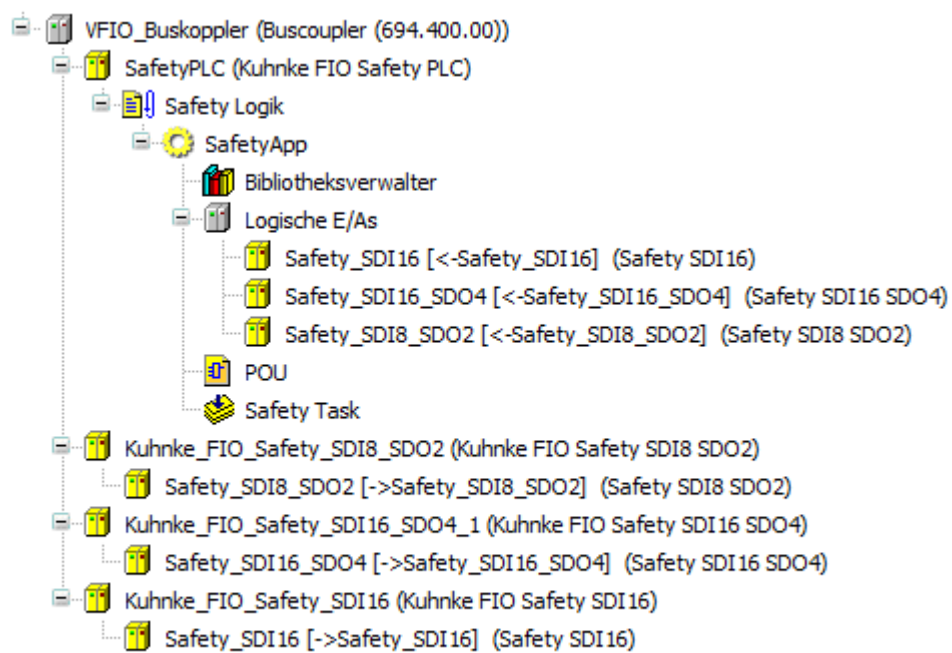 VFIO_Buskoppler (Buscoupler (694.400.00))
SafetyPLC (Kuhnke FIO Safety PLC)
Safety Logik
SafetyApp
Bibliotheksverwalter
Logische E/As
Safety_SDI16 [<-Safety_SDI16] (Safety SDI16)
Safety_SDI16_SDO4 [<-Safety_SDI16_SDO4] (Safety SDI16 SDO4)
Safety_SDI8_SDO2 [<-Safety_SDI8_SDO2] (Safety SDI8 SDO2)
POU
Safety Task
Kuhnke_FIO_Safety_SDI8_SDO2 (Kuhnke FIO Safety SDI8 SDO2)
Safety_SDI8_SDO2 [->Safety_SDI8_SDO2] (Safety SDI8 SDO2)
Kuhnke_FIO_Safety_SDI16_SDO4_1 (Kuhnke FIO Safety SDI16 SDO4)
Safety_SDI16_SDO4 [->Safety_SDI16_SDO4] (Safety SDI16 SDO4)
Kuhnke_FIO_Safety_SDI16 (Kuhnke FIO Safety SDI16)
Safety_SDI16 [->Safety_SDI16] (Safety SDI16)